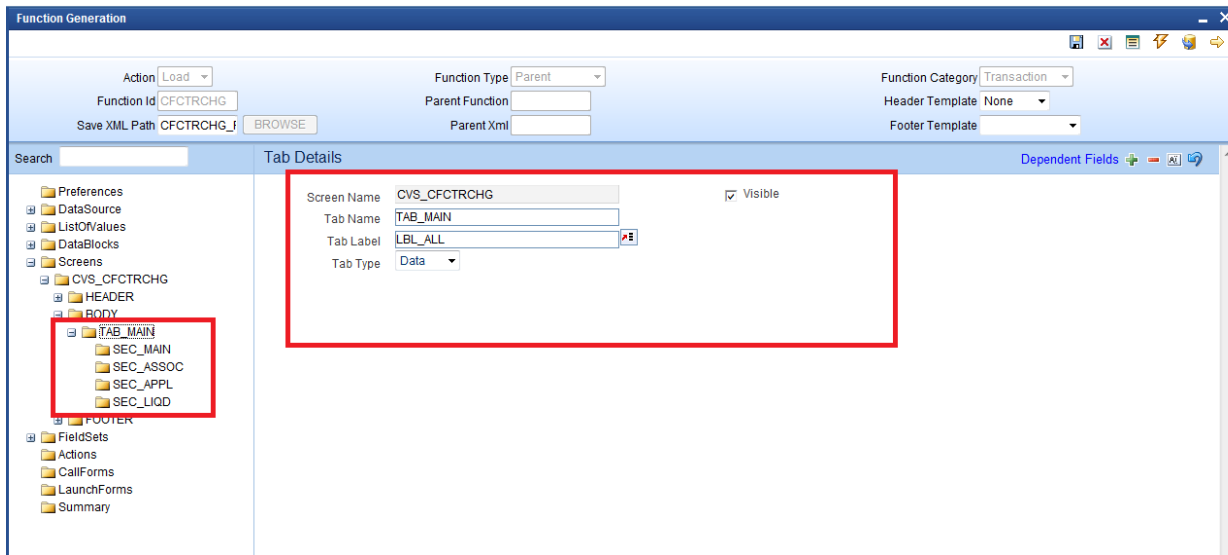 Function Generation
Action Load Function Type Parent Function Category Transaction
Function Id CFCTRCHG Parent Function Header Template None
Save XML Path CFCTRCHG_ BROWSE Parent Xml Footer Template
Search Tab Details Dependent Fields
Preferences
DataSource
ListOfValues
DataBlocks
Screens
CVS_CFCTRCHG
HEADER
BODY
TAB_MAIN
SEC_MAIN
SEC_ASSOC
SEC_APPL
SEC_LIQD
FOOTER
FieldSets
Actions
CallForms
LaunchForms
Summary
Screen Name CVS_CFCTRCHG Visible
Tab Name TAB_MAIN
Tab Label LBL_ALL
Tab Type Data